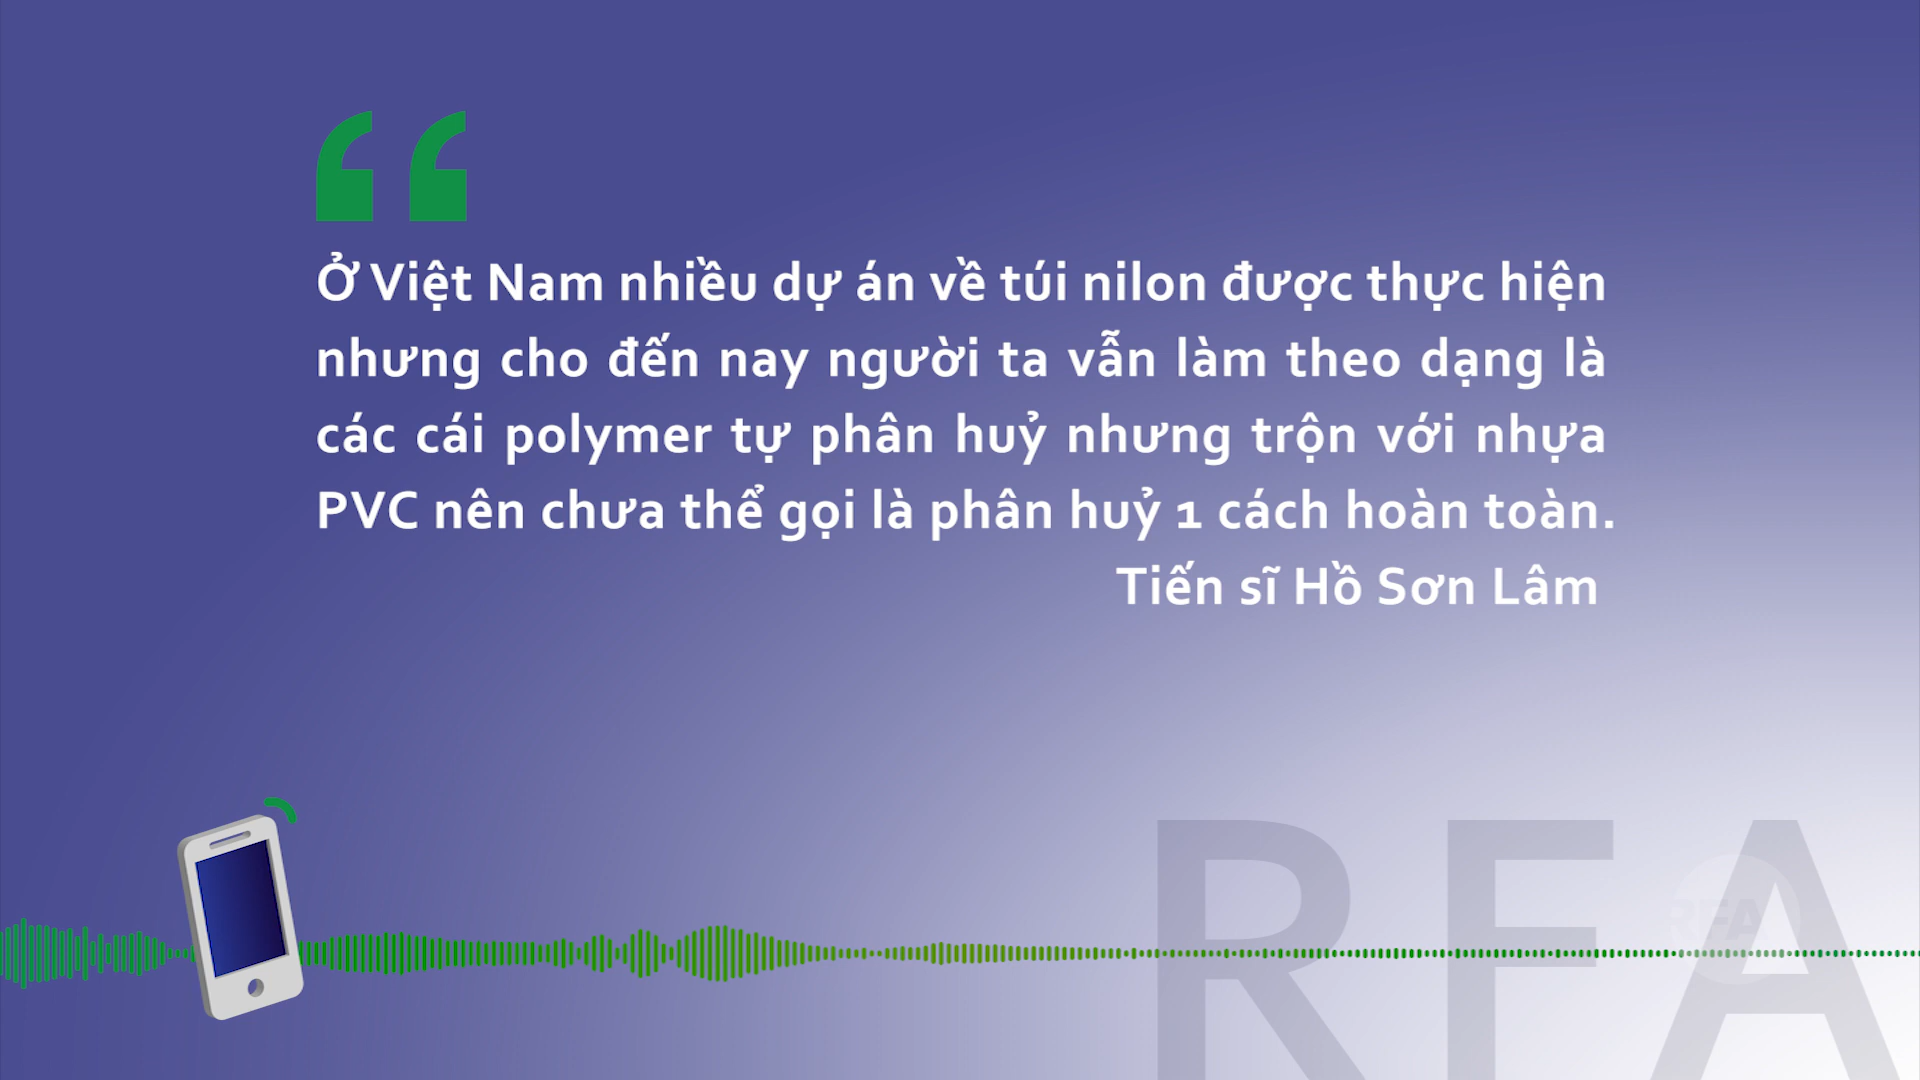 Ở Việt Nam nhiều dự án về túi nilon được thực hiện
nhưng cho đến nay người ta vẫn làm theo dạng là
các cái polymer tự phân huỷ nhưng trộn với nhựa
PVC nên chưa thể gọi là phân huỷ 1 cách hoàn toàn.
Tiến sĩ Hồ Sơn Lâm
RFA
RFA